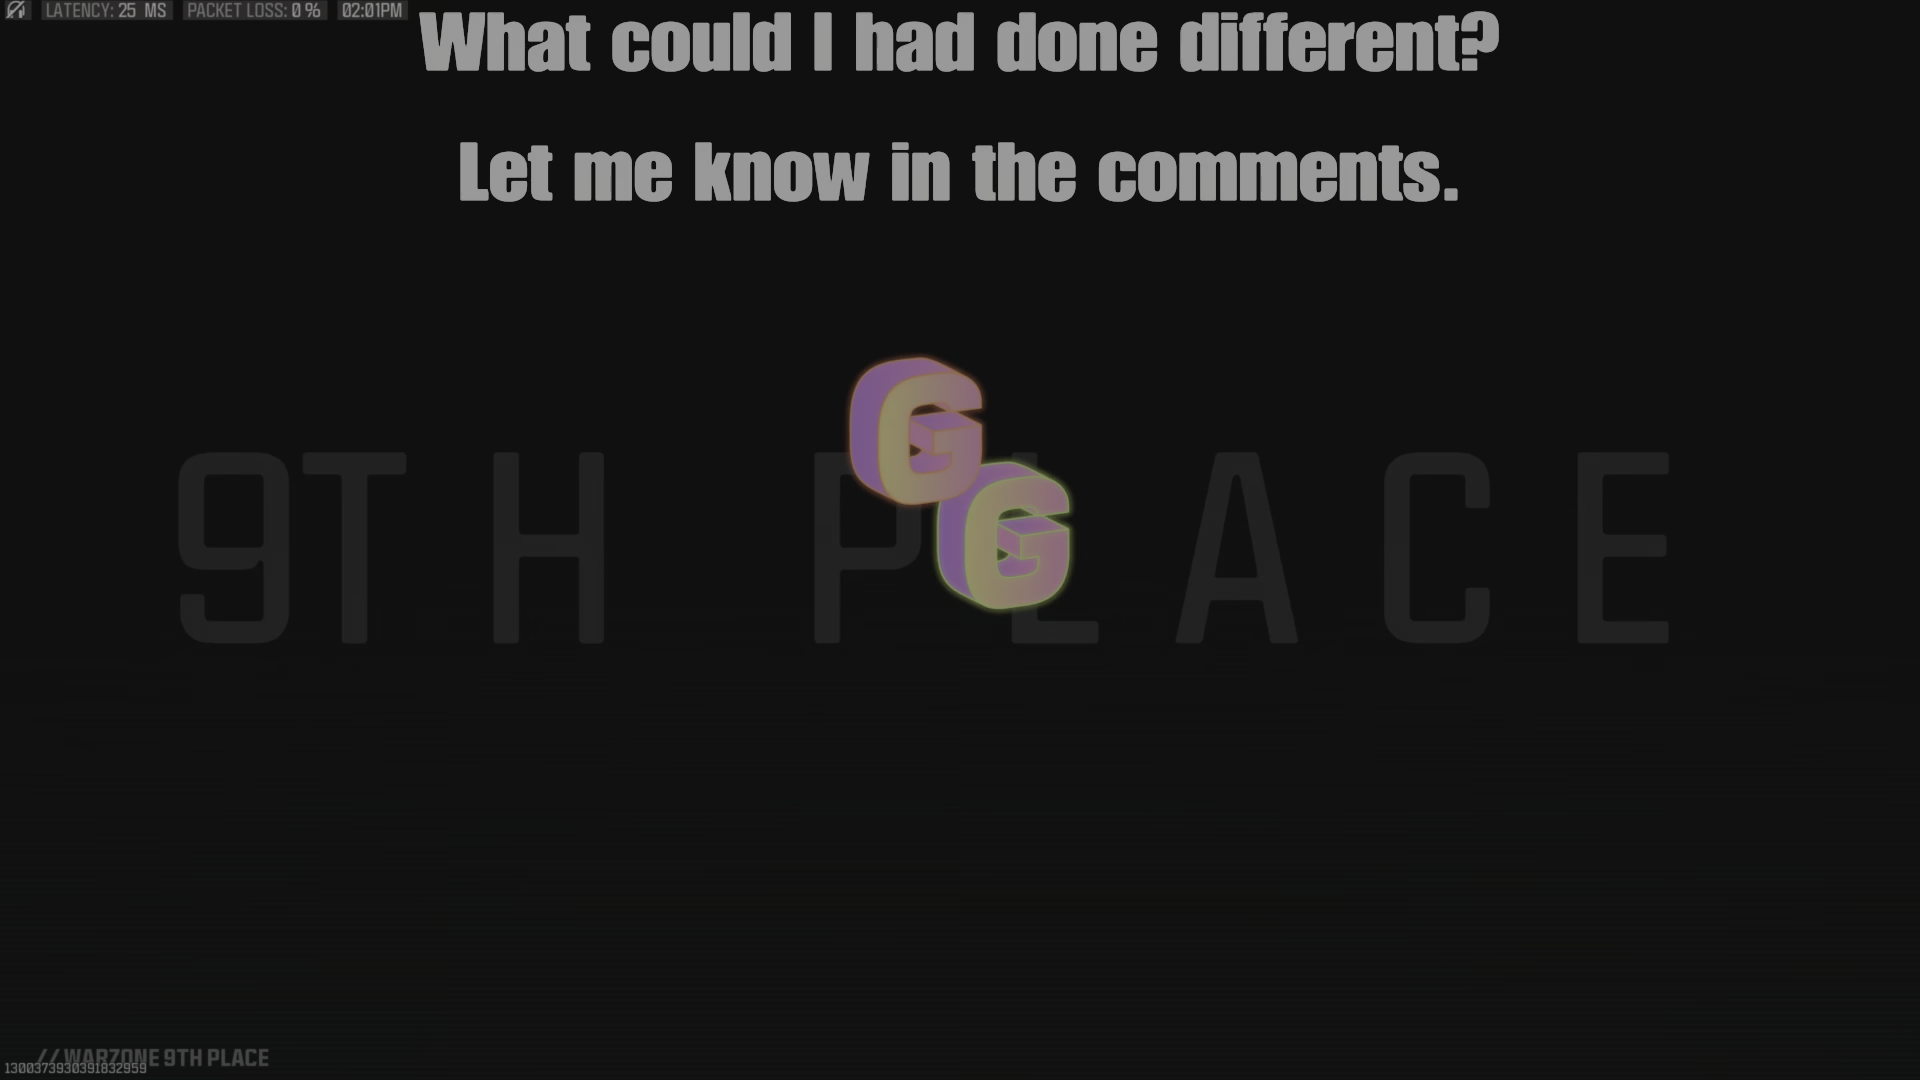 LATENCY: 25 MS PACKET LOSS: 0 % 02:01PM
What could I had done different?
Let me know in the comments.
GG
9TH PLACE
// WARZONE 9TH PLACE
1300373930391832959